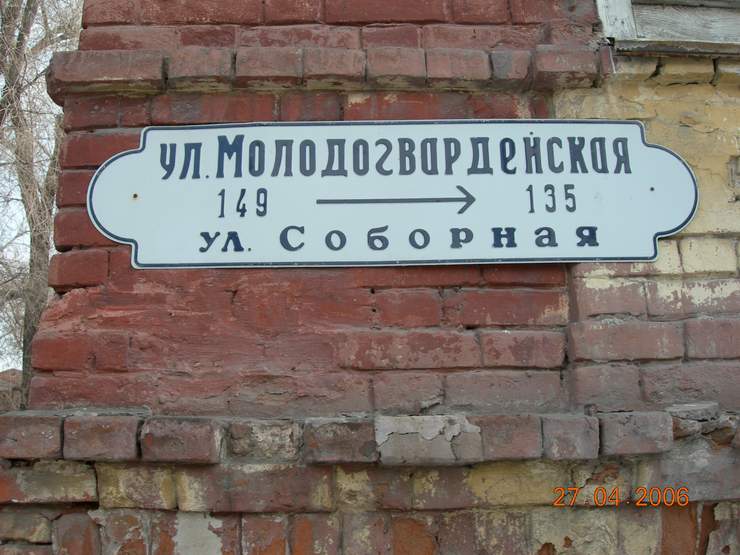 ул. Молодогвардейская
149 → 135
ул. Соборная
27.04.2006